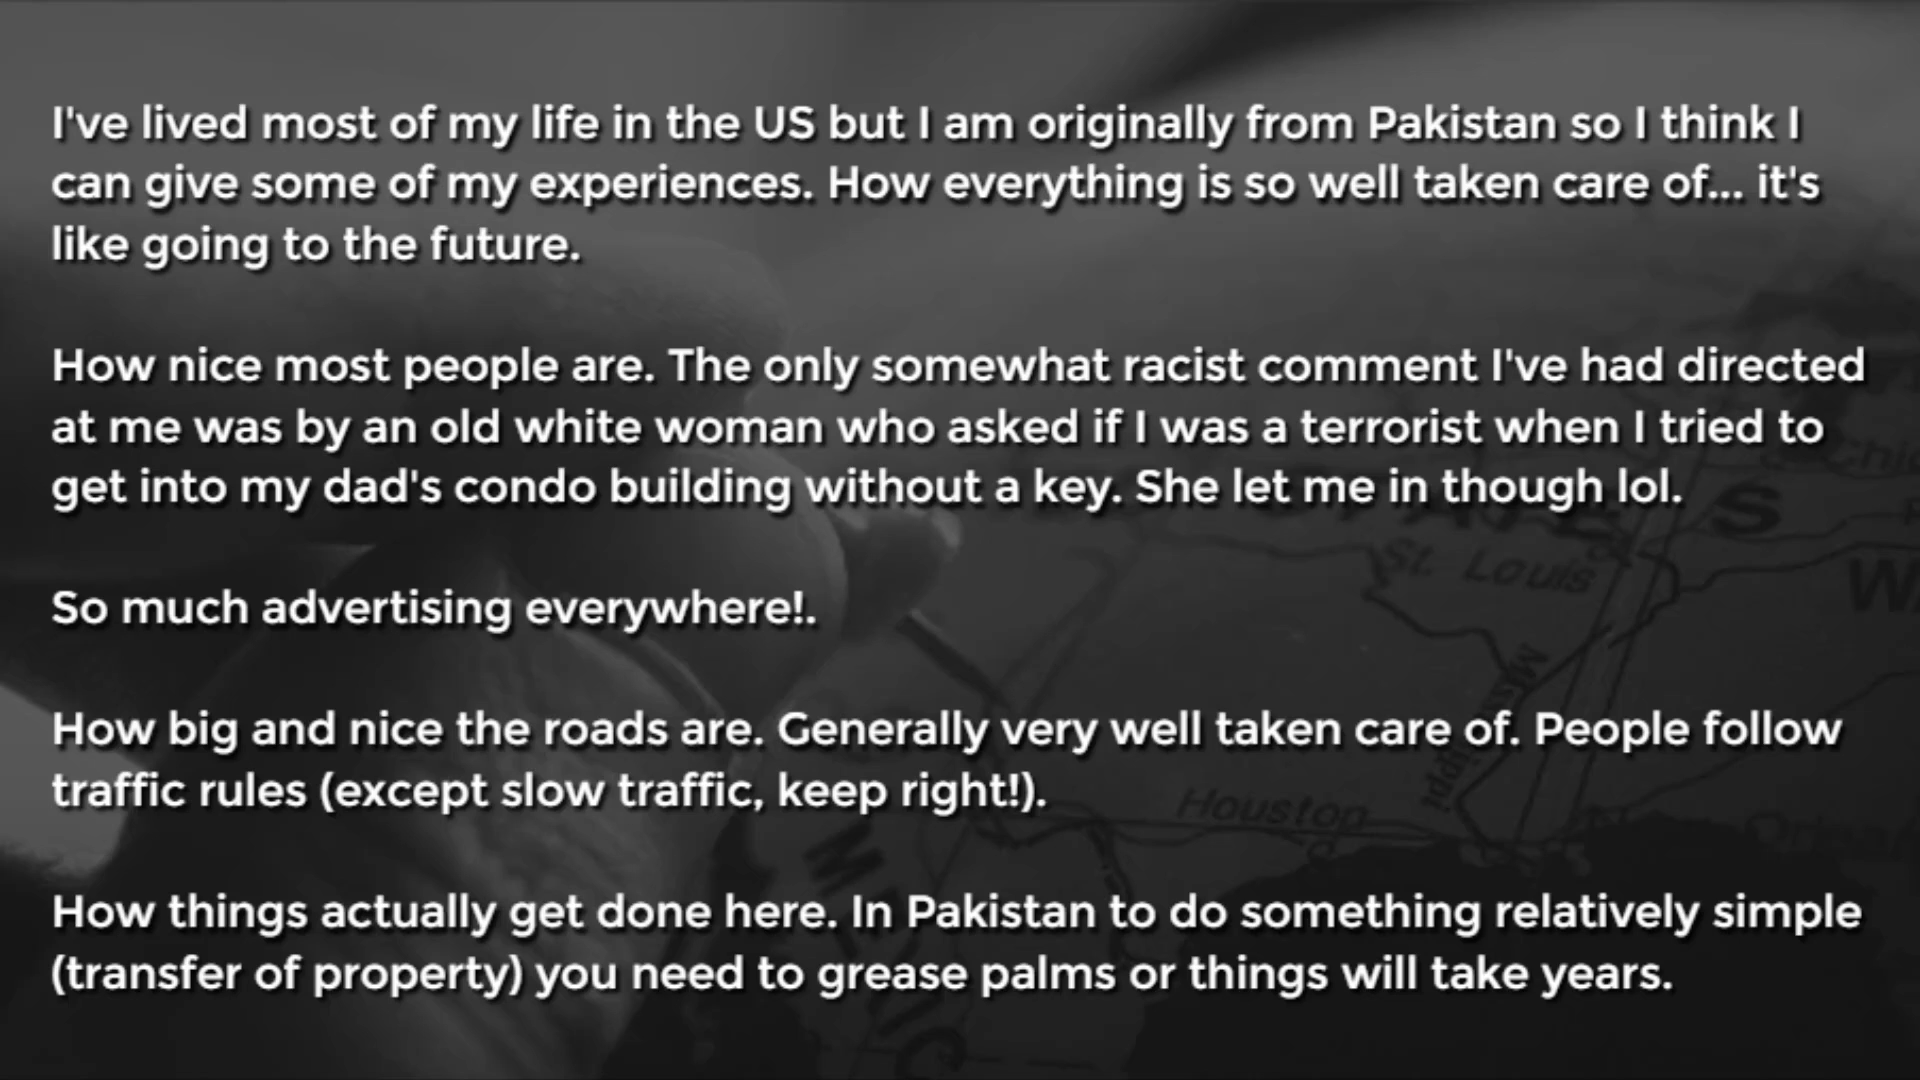 I've lived most of my life in the US but I am originally from Pakistan so I think I
can give some of my experiences. How everything is so well taken care of... it's
like going to the future.
How nice most people are. The only somewhat racist comment I've had directed
at me was by an old white woman who asked if I was a terrorist when I tried to
get into my dad's condo building without a key. She let me in though lol.
So much advertising everywhere!.
How big and nice the roads are. Generally very well taken care of. People follow
traffic rules (except slow traffic, keep right!).
How things actually get done here. In Pakistan to do something relatively simple
(transfer of property) you need to grease palms or things will take years.
St. Louis
Houston